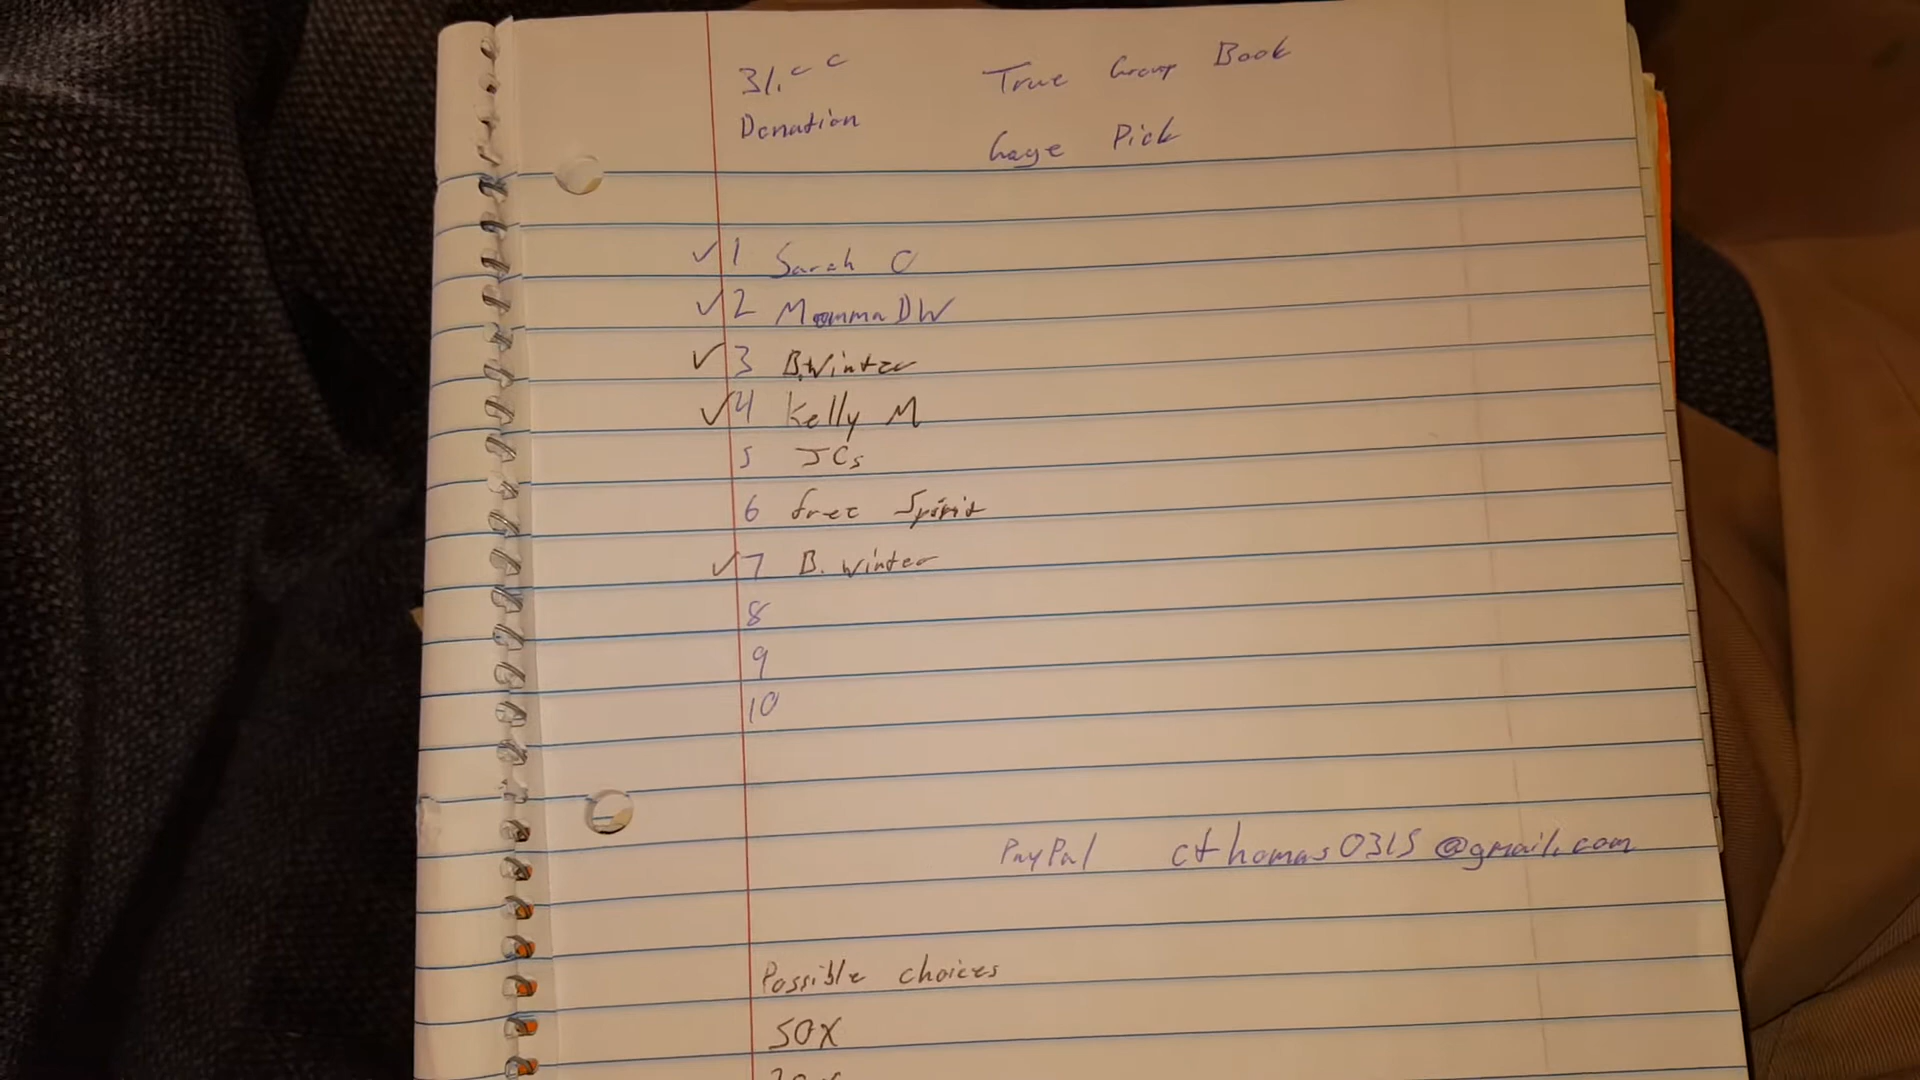 31.00 True Group Book
Donation Gage Pick
✓ 1 Sarah C
✓ 2 MommaDW
✓ 3 B.Winter
✓ 4 Kelly M
5 JCs
6 free Spirit
✓ 7 B. Winter
8
9
10
PayPal cthomas0315@gmail.com
Possible choices
50X